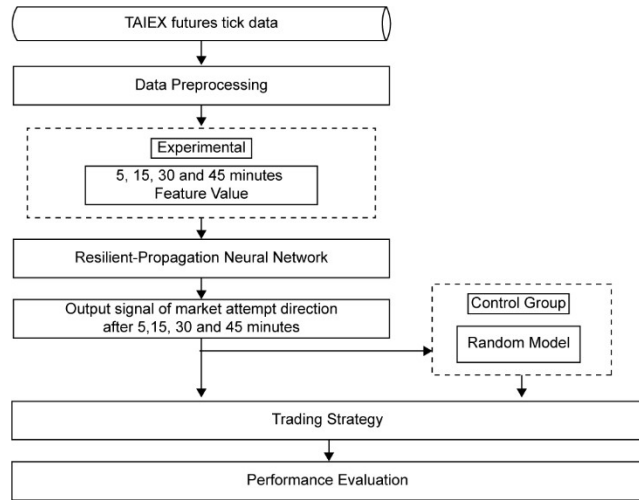 TAIEX futures tick data
Data Preprocessing
Experimental
5, 15, 30 and 45 minutes
Feature Value
Resilient-Propagation Neural Network
Output signal of market attempt direction
after 5,15, 30 and 45 minutes
Control Group
Random Model
Trading Strategy
Performance Evaluation